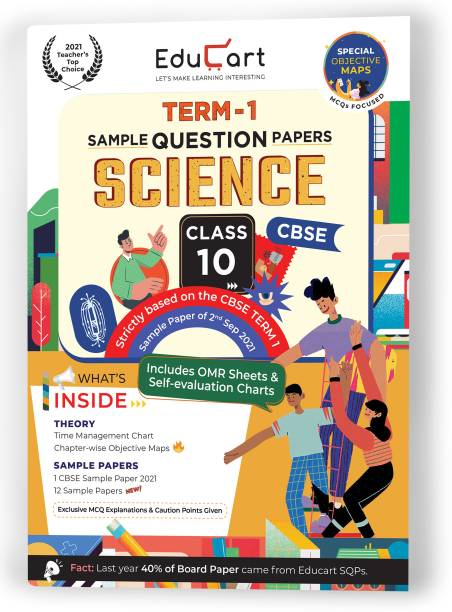 2021
Teacher's
Top
Choice
EduCart
LET'S MAKE LEARNING INTERESTING
SPECIAL
OBJECTIVE
MAPS
MCQs FOCUSED
TERM-1
SAMPLE QUESTION PAPERS
SCIENCE
CLASS
10
CBSE
Strictly based on the CBSE TERM 1
Sample Paper of 2nd Sep 2021
Includes OMR Sheets &
Self-evaluation Charts
WHAT'S
INSIDE
THEORY
Time Management Chart
Chapter-wise Objective Maps
SAMPLE PAPERS
1 CBSE Sample Paper 2021
12 Sample Papers NEW!
Exclusive MCQ Explanations & Caution Points Given
Fact: Last year 40% of Board Paper came from Educart SQPs.